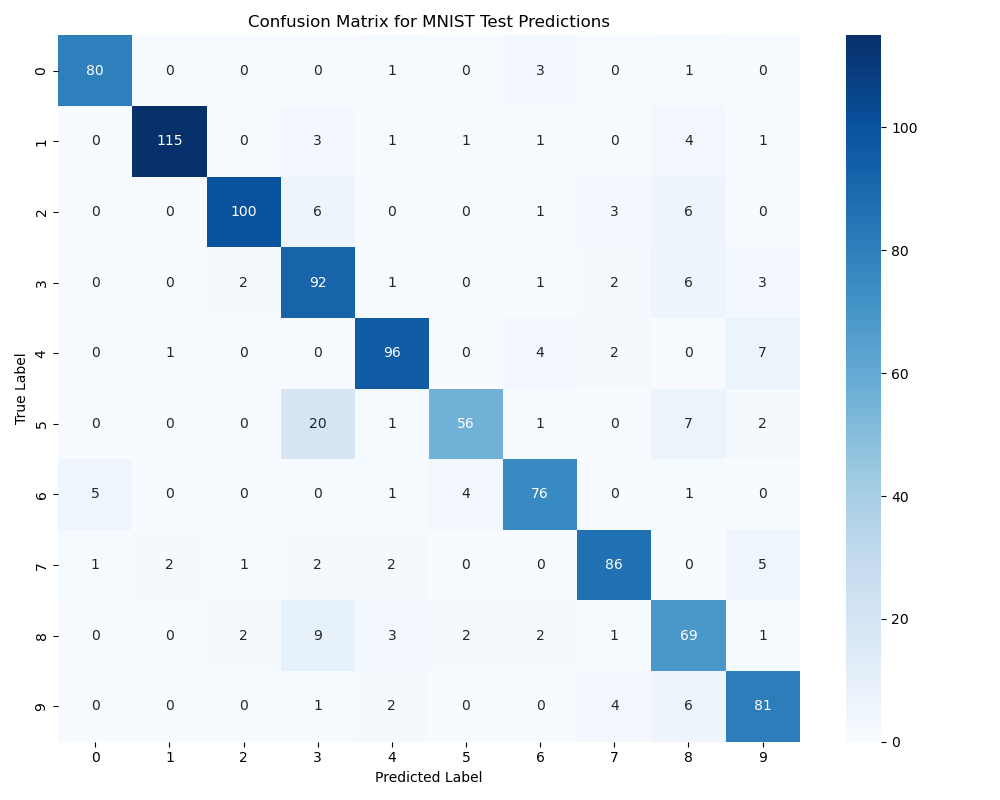 Confusion Matrix for MNIST Test Predictions
0 80 0 0 0 1 0 3 0 1 0
1 0 115 0 3 1 1 1 0 4 1
2 0 0 100 6 0 0 1 3 6 0
3 0 0 2 92 1 0 1 2 6 3
4 0 1 0 0 96 0 4 2 0 7
5 0 0 0 20 1 56 1 0 7 2
6 5 0 0 0 1 4 76 0 1 0
7 1 2 1 2 2 0 0 86 0 5
8 0 0 2 9 3 2 2 1 69 1
9 0 0 0 1 2 0 0 4 6 81
0 1 2 3 4 5 6 7 8 9
Predicted Label
True Label
100
80
60
40
20
0